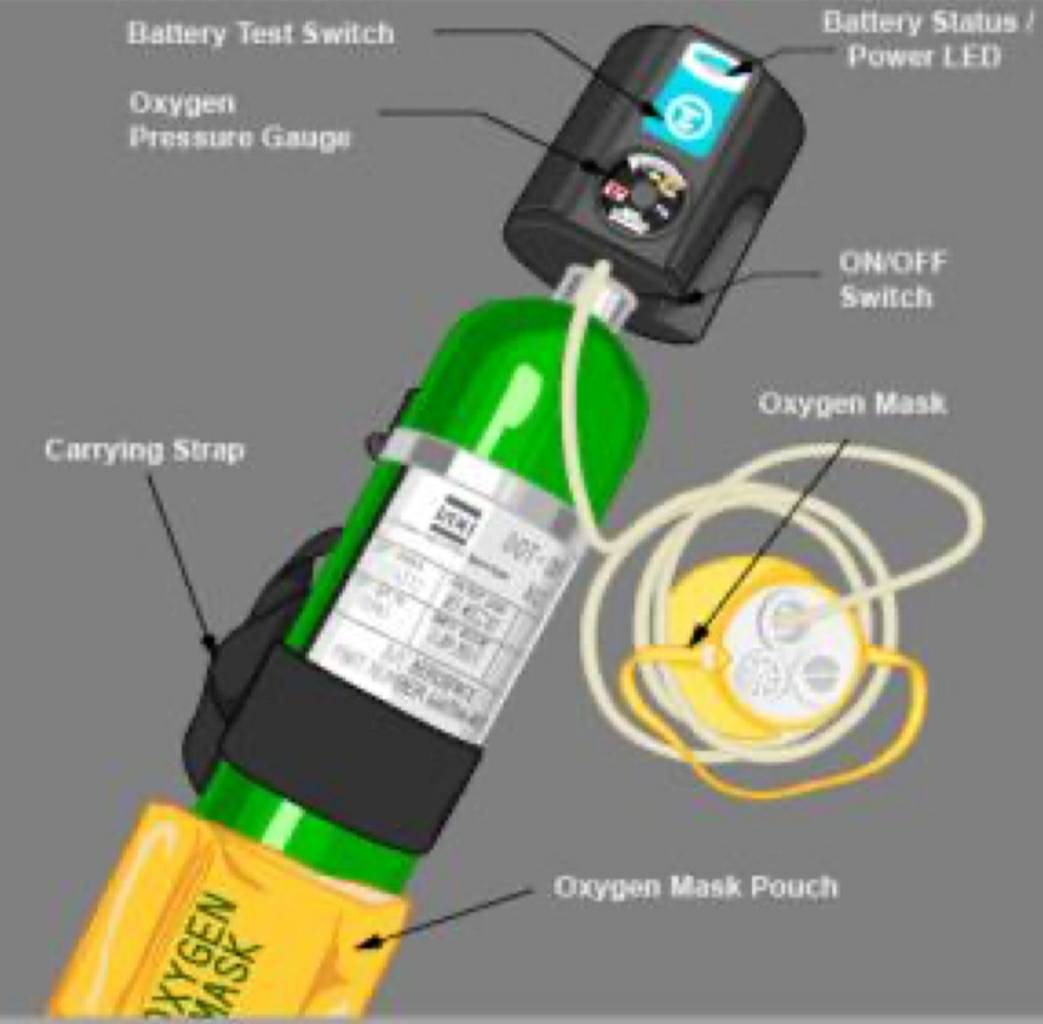 Battery Test Switch
Battery Status /
Power LED
Oxygen
Pressure Gauge
ON/OFF
Switch
Oxygen Mask
Carrying Strap
DOT-
Oxygen Mask Pouch
OXYGEN
MASK